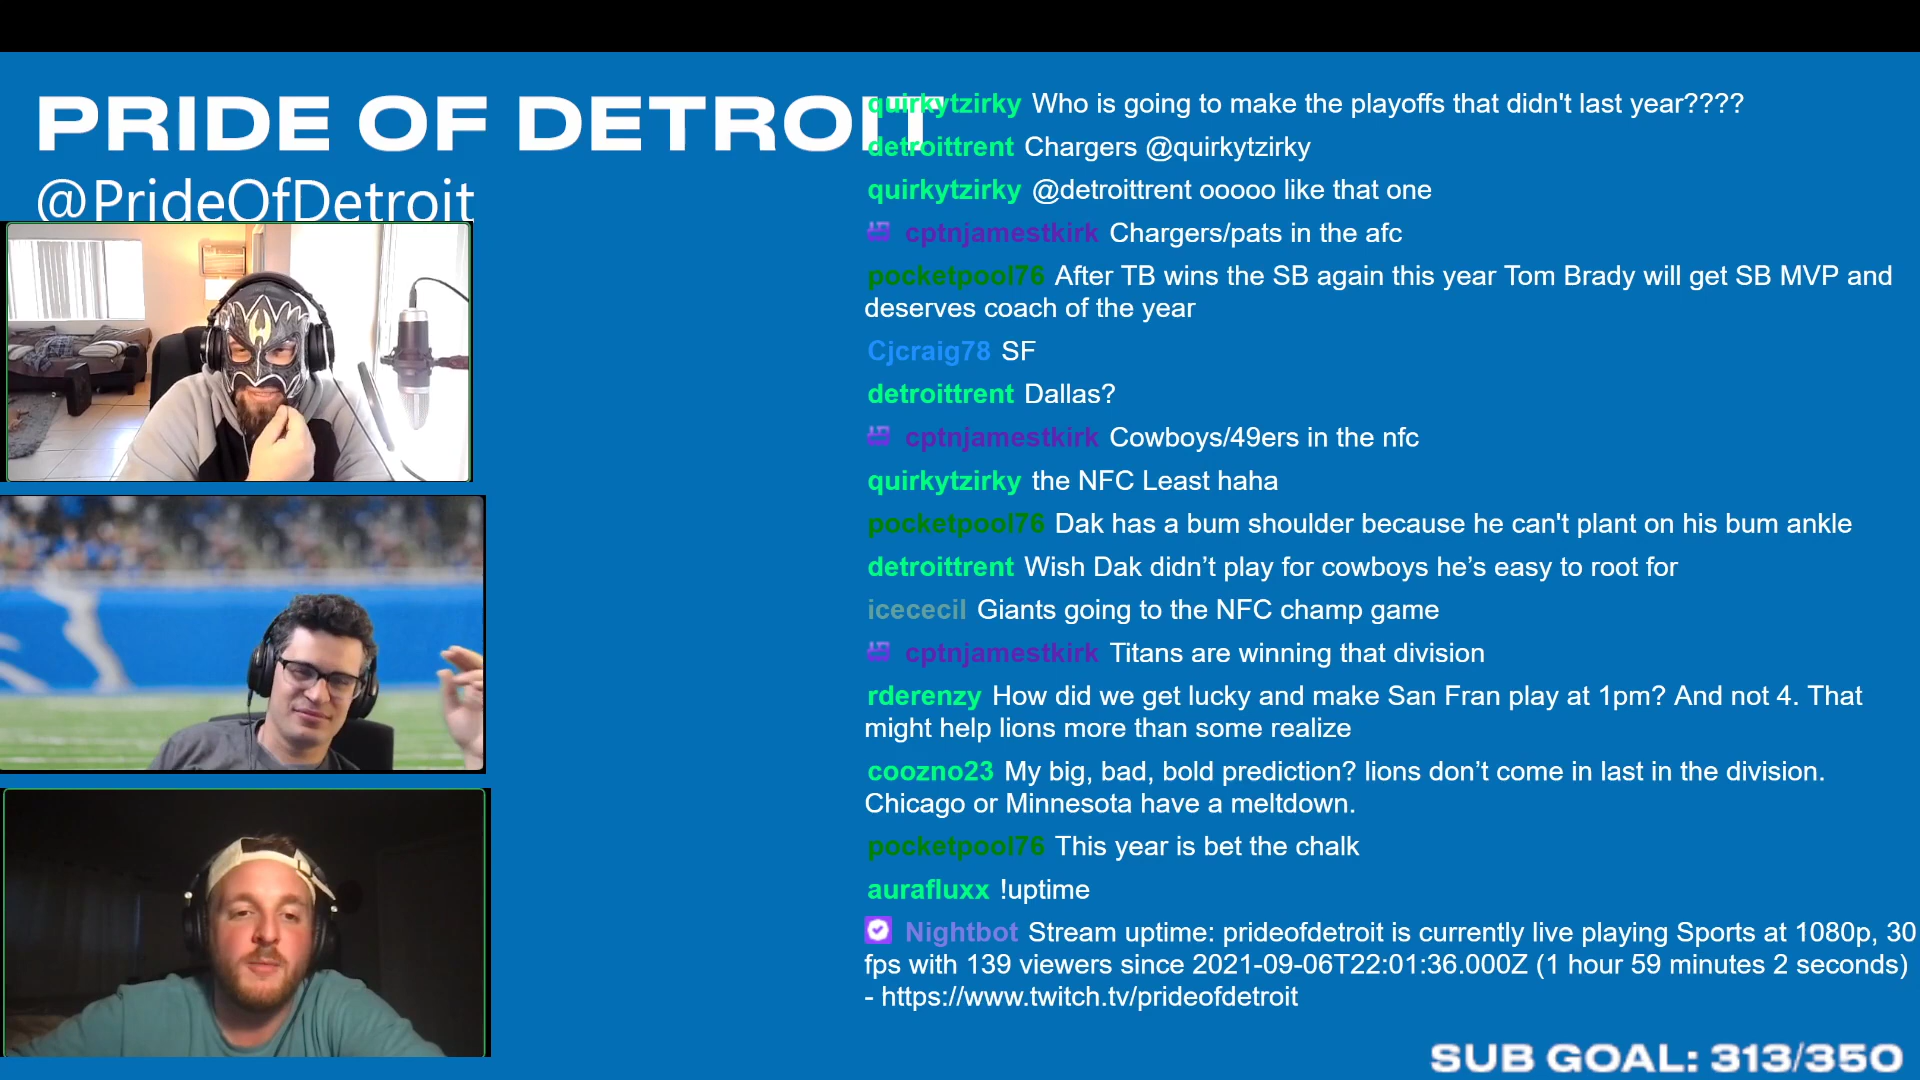 PRIDE OF DETROIT
@PrideOfDetroit
quirkytzirky Who is going to make the playoffs that didn't last year????
detroittrent Chargers @quirkytzirky
quirkytzirky @detroittrent ooooo like that one
cptnjamestkirk Chargers/pats in the afc
pocketpool76 After TB wins the SB again this year Tom Brady will get SB MVP and
deserves coach of the year
Cjcraig78 SF
detroittrent Dallas?
cptnjamestkirk Cowboys/49ers in the nfc
quirkytzirky the NFC Least haha
pocketpool76 Dak has a bum shoulder because he can't plant on his bum ankle
detroittrent Wish Dak didn’t play for cowboys he’s easy to root for
icececil Giants going to the NFC champ game
cptnjamestkirk Titans are winning that division
rderenzy How did we get lucky and make San Fran play at 1pm? And not 4. That
might help lions more than some realize
coozno23 My big, bad, bold prediction? lions don’t come in last in the division.
Chicago or Minnesota have a meltdown.
pocketpool76 This year is bet the chalk
aurafluxx !uptime
Nightbot Stream uptime: prideofdetroit is currently live playing Sports at 1080p, 30
fps with 139 viewers since 2021-09-06T22:01:36.000Z (1 hour 59 minutes 2 seconds)
- https://www.twitch.tv/prideofdetroit
SUB GOAL: 313/350